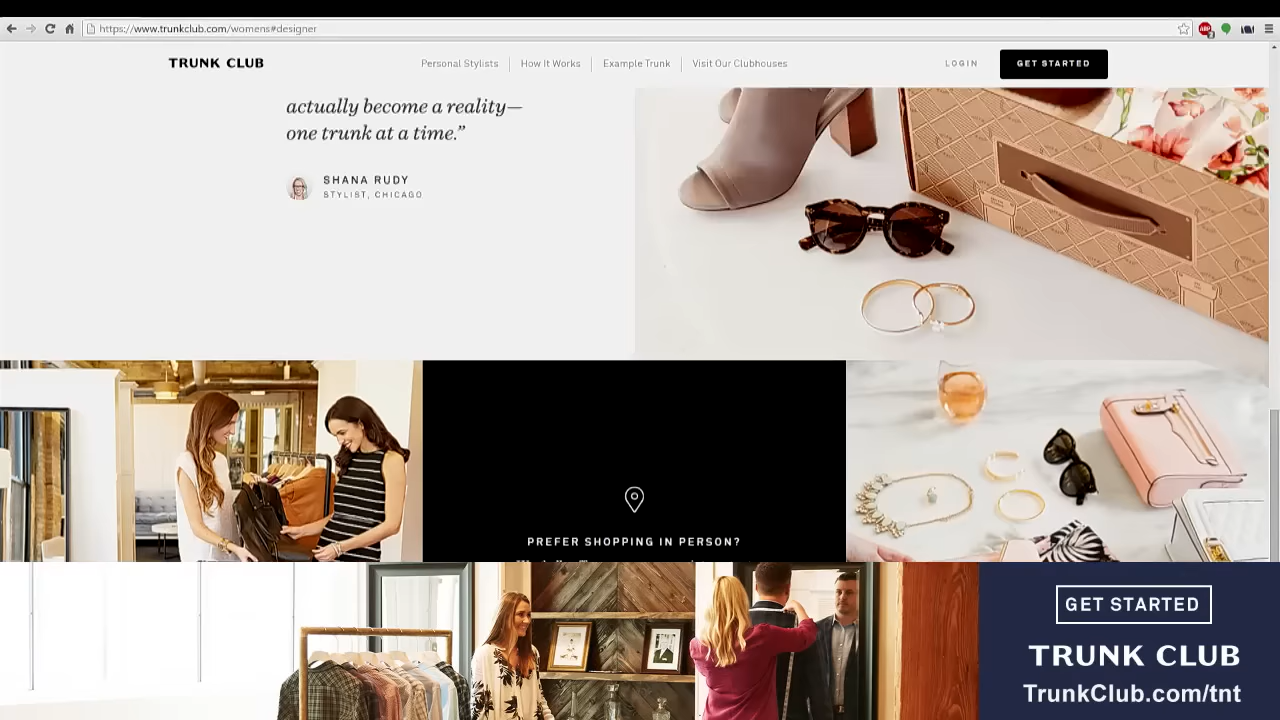 https://www.trunkclub.com/womens#designer
TRUNK CLUB
Personal Stylists
How It Works
Example Trunk
Visit Our Clubhouses
LOGIN
GET STARTED
actually become a reality—
one trunk at a time.”
SHANA RUDY
STYLIST, CHICAGO
PREFER SHOPPING IN PERSON?
GET STARTED
TRUNK CLUB
TrunkClub.com/tnt